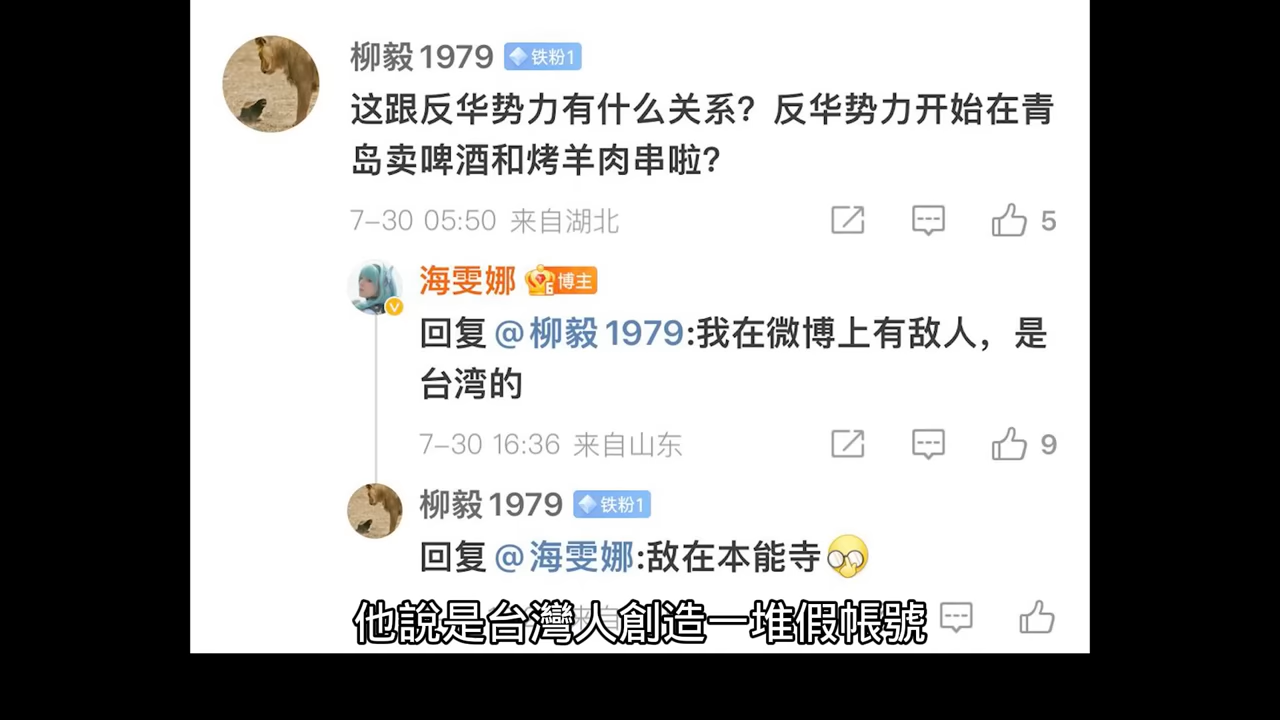 柳毅1979 铁粉1
这跟反华势力有什么关系？反华势力开始在青
岛卖啤酒和烤羊肉串啦？
7-30 05:50 来自湖北 5
海雯娜 6 博主
回复@柳毅1979:我在微博上有敌人，是
台湾的
7-30 16:36 来自山东 9
柳毅1979 铁粉1
回复@海雯娜:敌在本能寺
他說是台灣人創造一堆假帳號